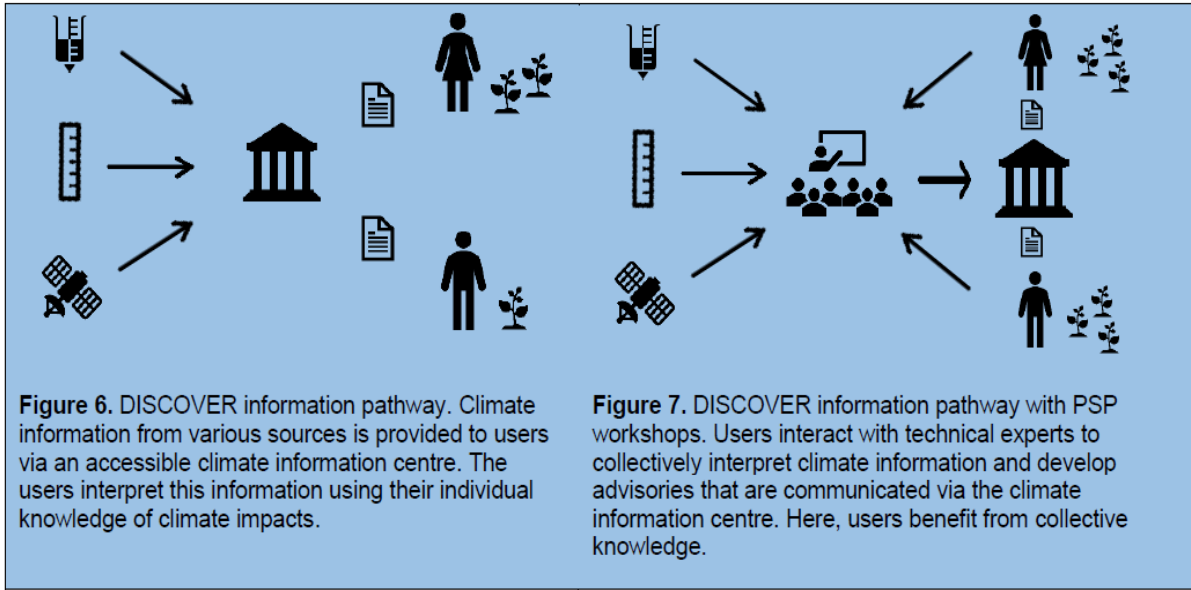 Figure 6. DISCOVER information pathway. Climate
information from various sources is provided to users
via an accessible climate information centre. The
users interpret this information using their individual
knowledge of climate impacts.
Figure 7. DISCOVER information pathway with PSP
workshops. Users interact with technical experts to
collectively interpret climate information and develop
advisories that are communicated via the climate
information centre. Here, users benefit from collective
knowledge.